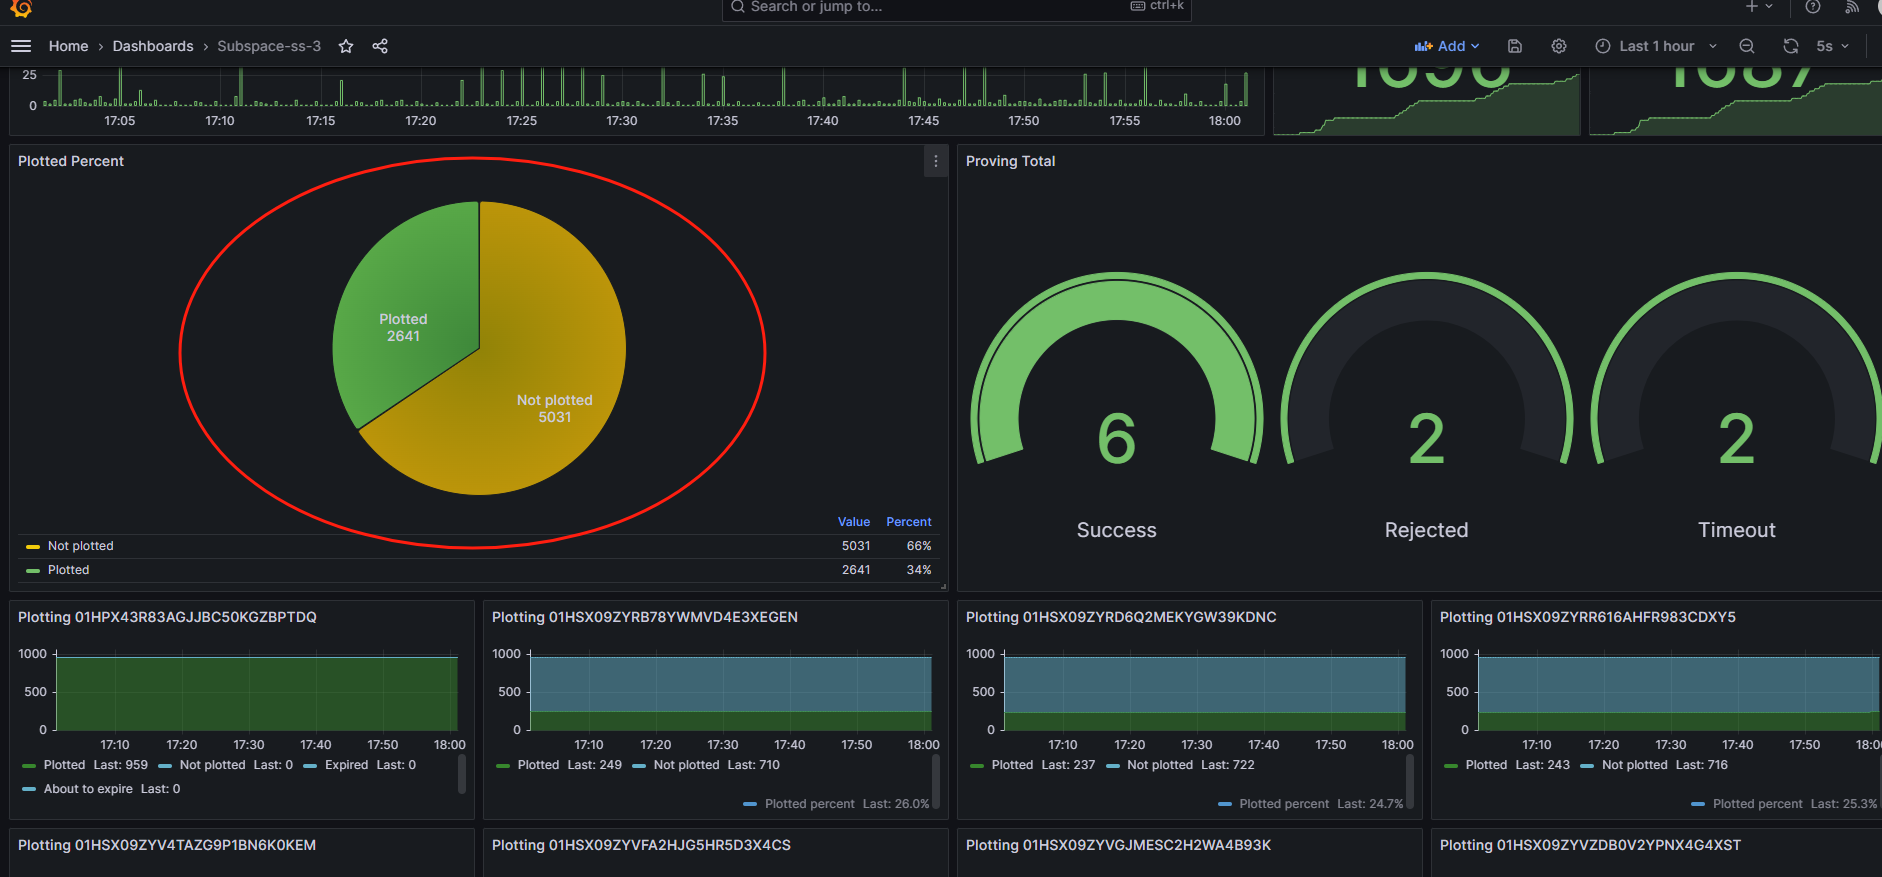 Search or jump to...
ctrl+k
Home › Dashboards › Subspace-ss-3
Add
Last 1 hour
5s
25
0
17:05 17:10 17:15 17:20 17:25 17:30 17:35 17:40 17:45 17:50 17:55 18:00
Plotted Percent
Plotted
2641
Not plotted
5031
Value Percent
Not plotted 5031 66%
Plotted 2641 34%
Proving Total
6
2
2
Success
Rejected
Timeout
Plotting 01HPX43R83AGJJBC50KGZBPTDQ
1000
500
0
17:10 17:20 17:30 17:40 17:50 18:00
Plotted Last: 959 Not plotted Last: 0 Expired Last: 0
About to expire Last: 0
Plotting 01HSX09ZYRB78YWMVD4E3XEGEN
1000
500
0
17:10 17:20 17:30 17:40 17:50 18:00
Plotted Last: 249 Not plotted Last: 710
Plotted percent Last: 26.0%
Plotting 01HSX09ZYRD6Q2MEKYGW39KDNC
1000
500
0
17:10 17:20 17:30 17:40 17:50 18:00
Plotted Last: 237 Not plotted Last: 722
Plotted percent Last: 24.7%
Plotting 01HSX09ZYRR616AHFR983CDXY5
1000
500
0
17:10 17:20 17:30 17:40 17:50 18:0
Plotted Last: 243 Not plotted Last: 716
Plotted percent Last: 25.3%
Plotting 01HSX09ZYV4TAZG9P1BN6K0KEM
Plotting 01HSX09ZYVFA2HJG5HR5D3X4CS
Plotting 01HSX09ZYVGJMESC2H2WA4B93K
Plotting 01HSX09ZYVZDB0V2YPNX4G4XST